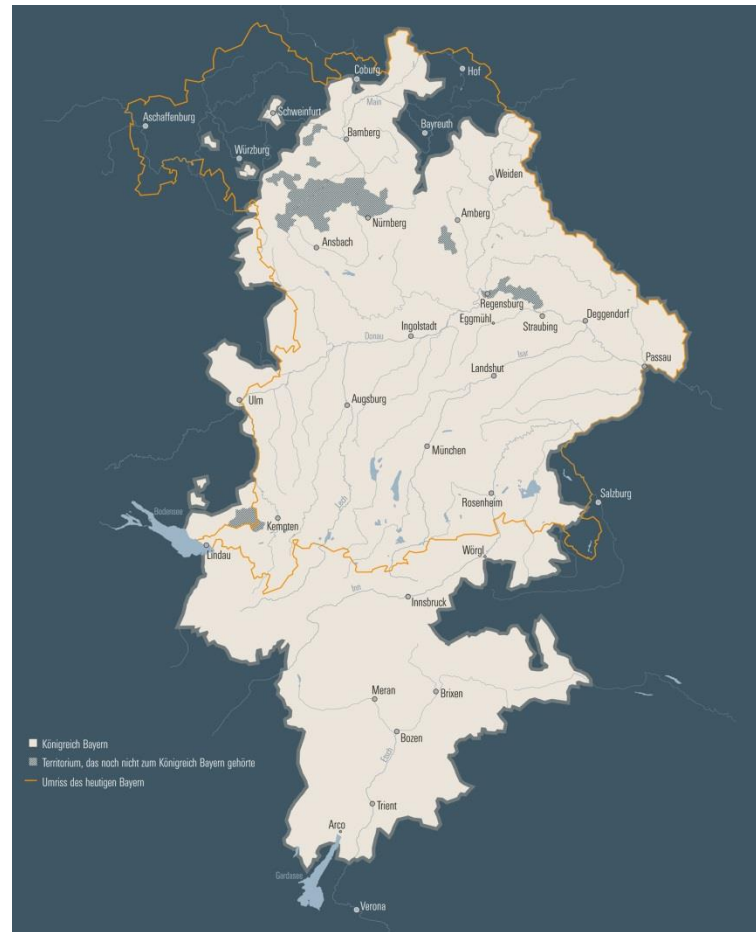 Coburg
Hof
Main
Schweinfurt
Aschaffenburg
Bamberg
Bayreuth
Würzburg
Weiden
Nürnberg
Amberg
Ansbach
Regensburg
Eggmühl
Straubing
Deggendorf
Ingolstadt
Donau
Isar
Landshut
Passau
Ulm
Augsburg
München
Lech
Rosenheim
Salzburg
Bodensee
Kempten
Lindau
Wörgl
Inn
Innsbruck
Meran
Brixen
Bozen
Etsch
Königreich Bayern
Territorium, das noch nicht zum Königreich Bayern gehörte
Umriss des heutigen Bayern
Trient
Arco
Gardasee
Verona